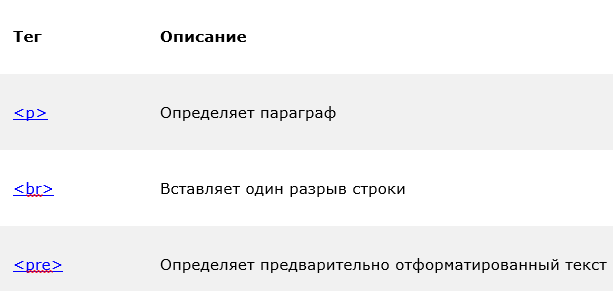 Тег Описание
<p> Определяет параграф
<br> Вставляет один разрыв строки
<pre> Определяет предварительно отформатированный текст